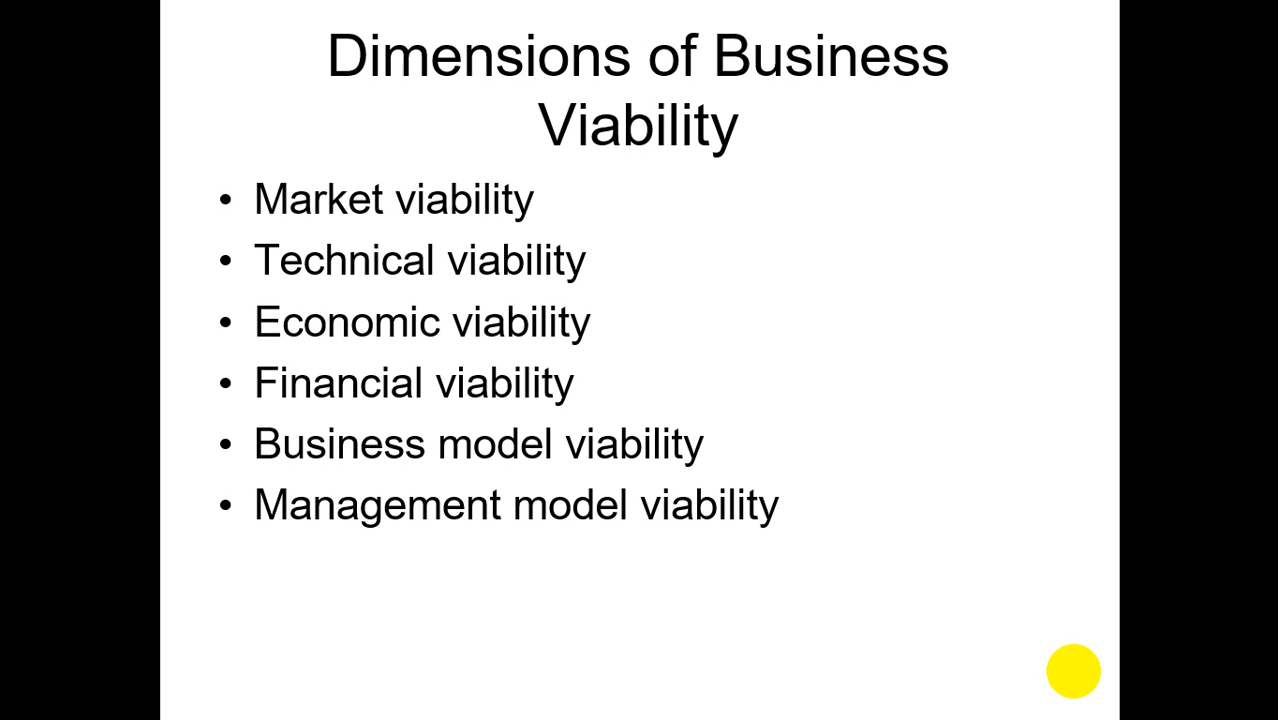 Dimensions of Business
Viability
• Market viability
• Technical viability
• Economic viability
• Financial viability
• Business model viability
• Management model viability